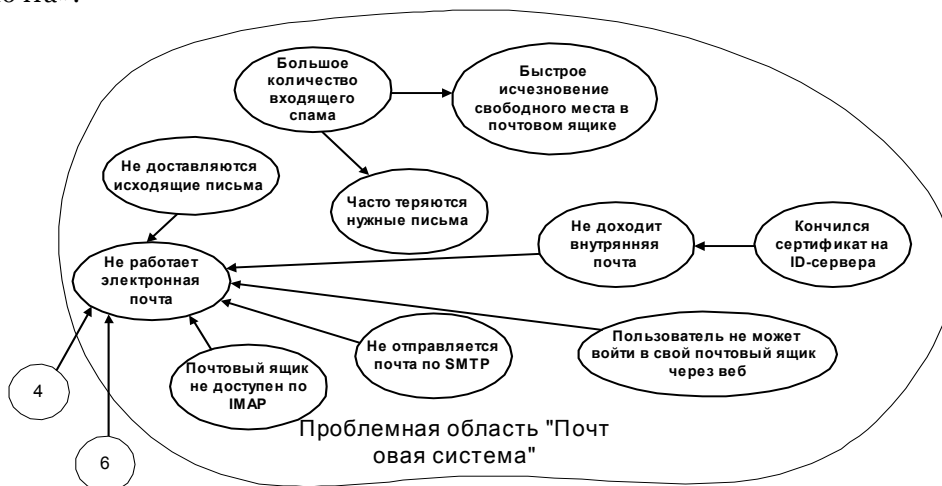 Большое
количество
входящего
спама
Быстрое
исчезновение
свободного места в
почтовом ящике
Не доставляются
исходящие письма
Часто теряются
нужные письма
Не доходит
внутрянняя
почта
Кончился
сертификат на
ID-сервера
Не работает
электронная
почта
Пользователь не может
войти в свой почтовый ящик
через веб
Не отправляется
почта по SMTP
Почтовый ящик
не доступен по
IMAP
4
6
Проблемная область "Почт
овая система"